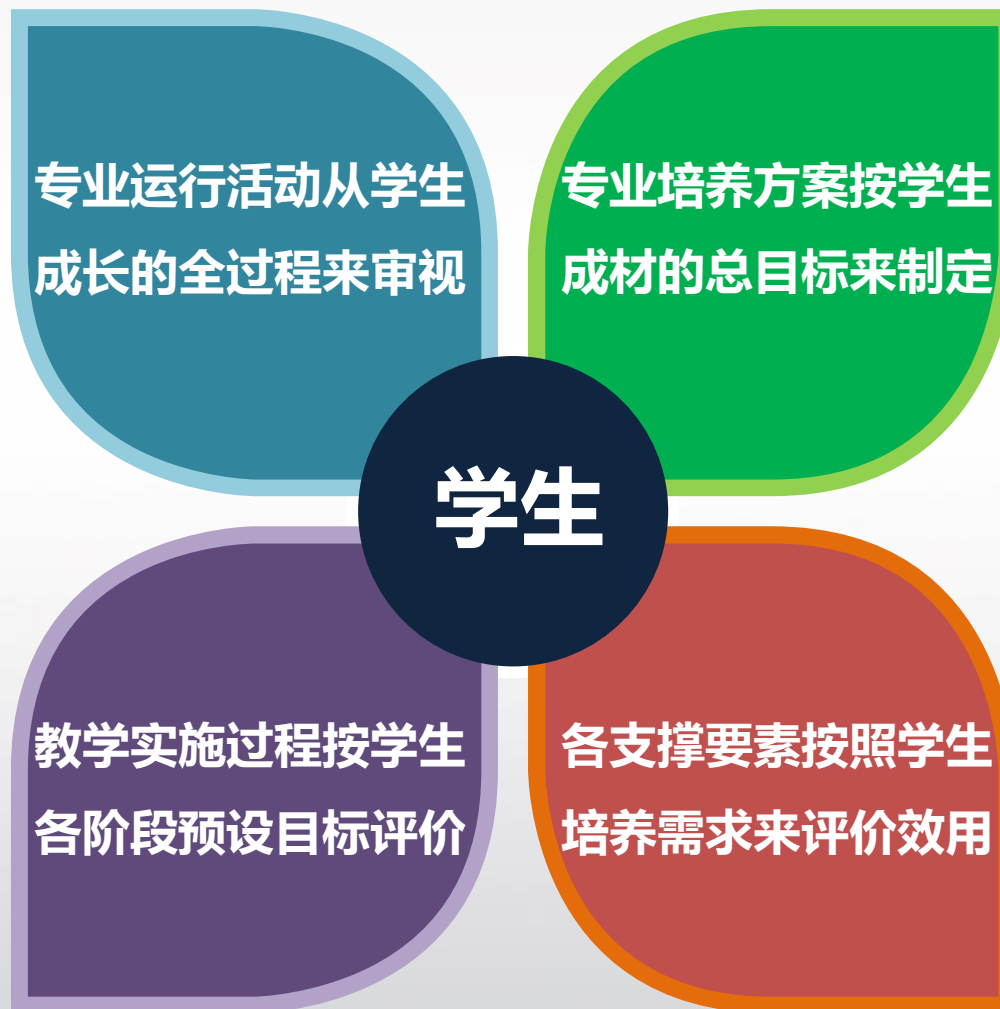 专业运行活动从学生
成长的全过程来审视
专业培养方案按学生
成材的总目标来制定
学生
教学实施过程按学生
各阶段预设目标评价
各支撑要素按照学生
培养需求来评价效用